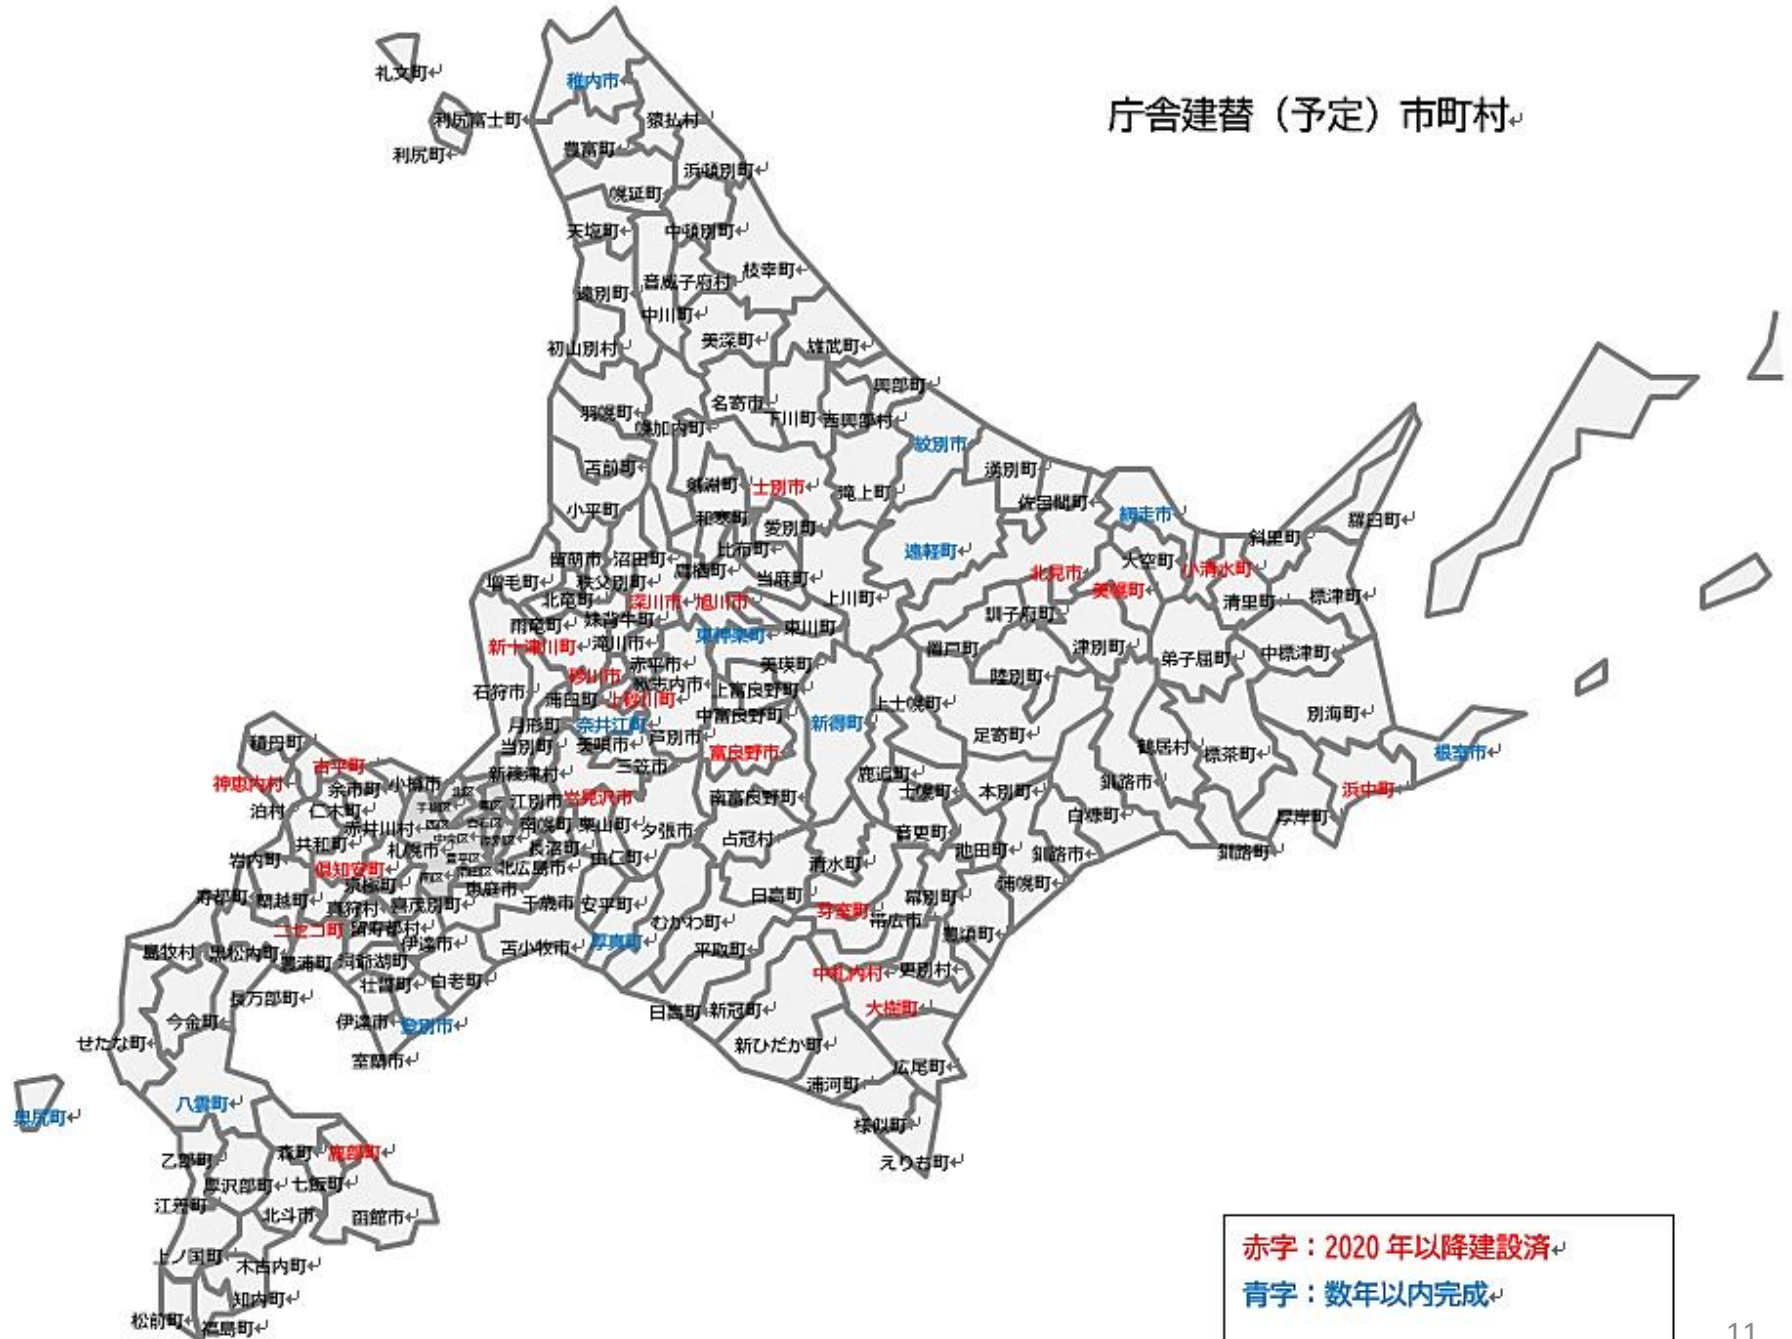 庁舎建替（予定）市町村
礼文町
稚内市
利尻富士町
猿払村
利尻町
豊富町
浜頓別町
幌延町
天塩町
中頓別町
枝幸町
音威子府村
遠別町
中川町
美深町
初山別村
雄武町
興部町
名寄市
羽幌町
下川町
西興部村
幌加内町
紋別市
苫前町
湧別町
剣淵町
士別市
滝上町
佐呂間町
小平町
和寒町
網走市
羅臼町
愛別町
斜里町
比布町
遠軽町
留萌市
沼田町
大空町
鷹栖町
小清水町
北見市
増毛町
秩父別町
当麻町
美幌町
北竜町
深川市
旭川市
上川町
清里町
標津町
雨竜町
妹背牛町
訓子府町
東川町
東神楽町
新十津川町
滝川市
置戸町
津別町
中標津町
弟子屈町
赤平市
美瑛町
砂川市
陸別町
歌志内市
石狩市
上富良野町
浦臼町
上砂川町
上士幌町
中富良野町
別海町
月形町
奈井江町
新得町
芦別市
足寄町
積丹町
当別町
美唄市
鶴居村
標茶町
富良野市
根室市
古平町
三笠市
新篠津村
鹿追町
神恵内村
小樽市
釧路市
余市町
士幌町
本別町
浜中町
江別市
岩見沢市
南富良野町
泊村
仁木町
白糠町
厚岸町
赤井川村
南幌町
栗山町
夕張市
音更町
占冠村
共和町
札幌市
長沼町
池田町
釧路市
釧路町
岩内町
由仁町
清水町
倶知安町
北広島市
京極町
恵庭市
浦幌町
寿都町
蘭越町
日高町
幕別町
真狩村
喜茂別町
千歳市
安平町
芽室町
むかわ町
帯広市
ニセコ町
留寿都村
豊頃町
伊達市
厚真町
島牧村
黒松内町
苫小牧市
平取町
豊浦町
洞爺湖町
中札内村
更別村
壮瞥町
白老町
長万部町
大樹町
日高町
新冠町
今金町
伊達市
登別市
せたな町
新ひだか町
室蘭市
広尾町
浦河町
八雲町
奥尻町
様似町
森町
鹿部町
乙部町
えりも町
厚沢部町
七飯町
江差町
北斗市
函館市
上ノ国町
木古内町
赤字：2020 年以降建設済
青字：数年以内完成
知内町
松前町
福島町
11